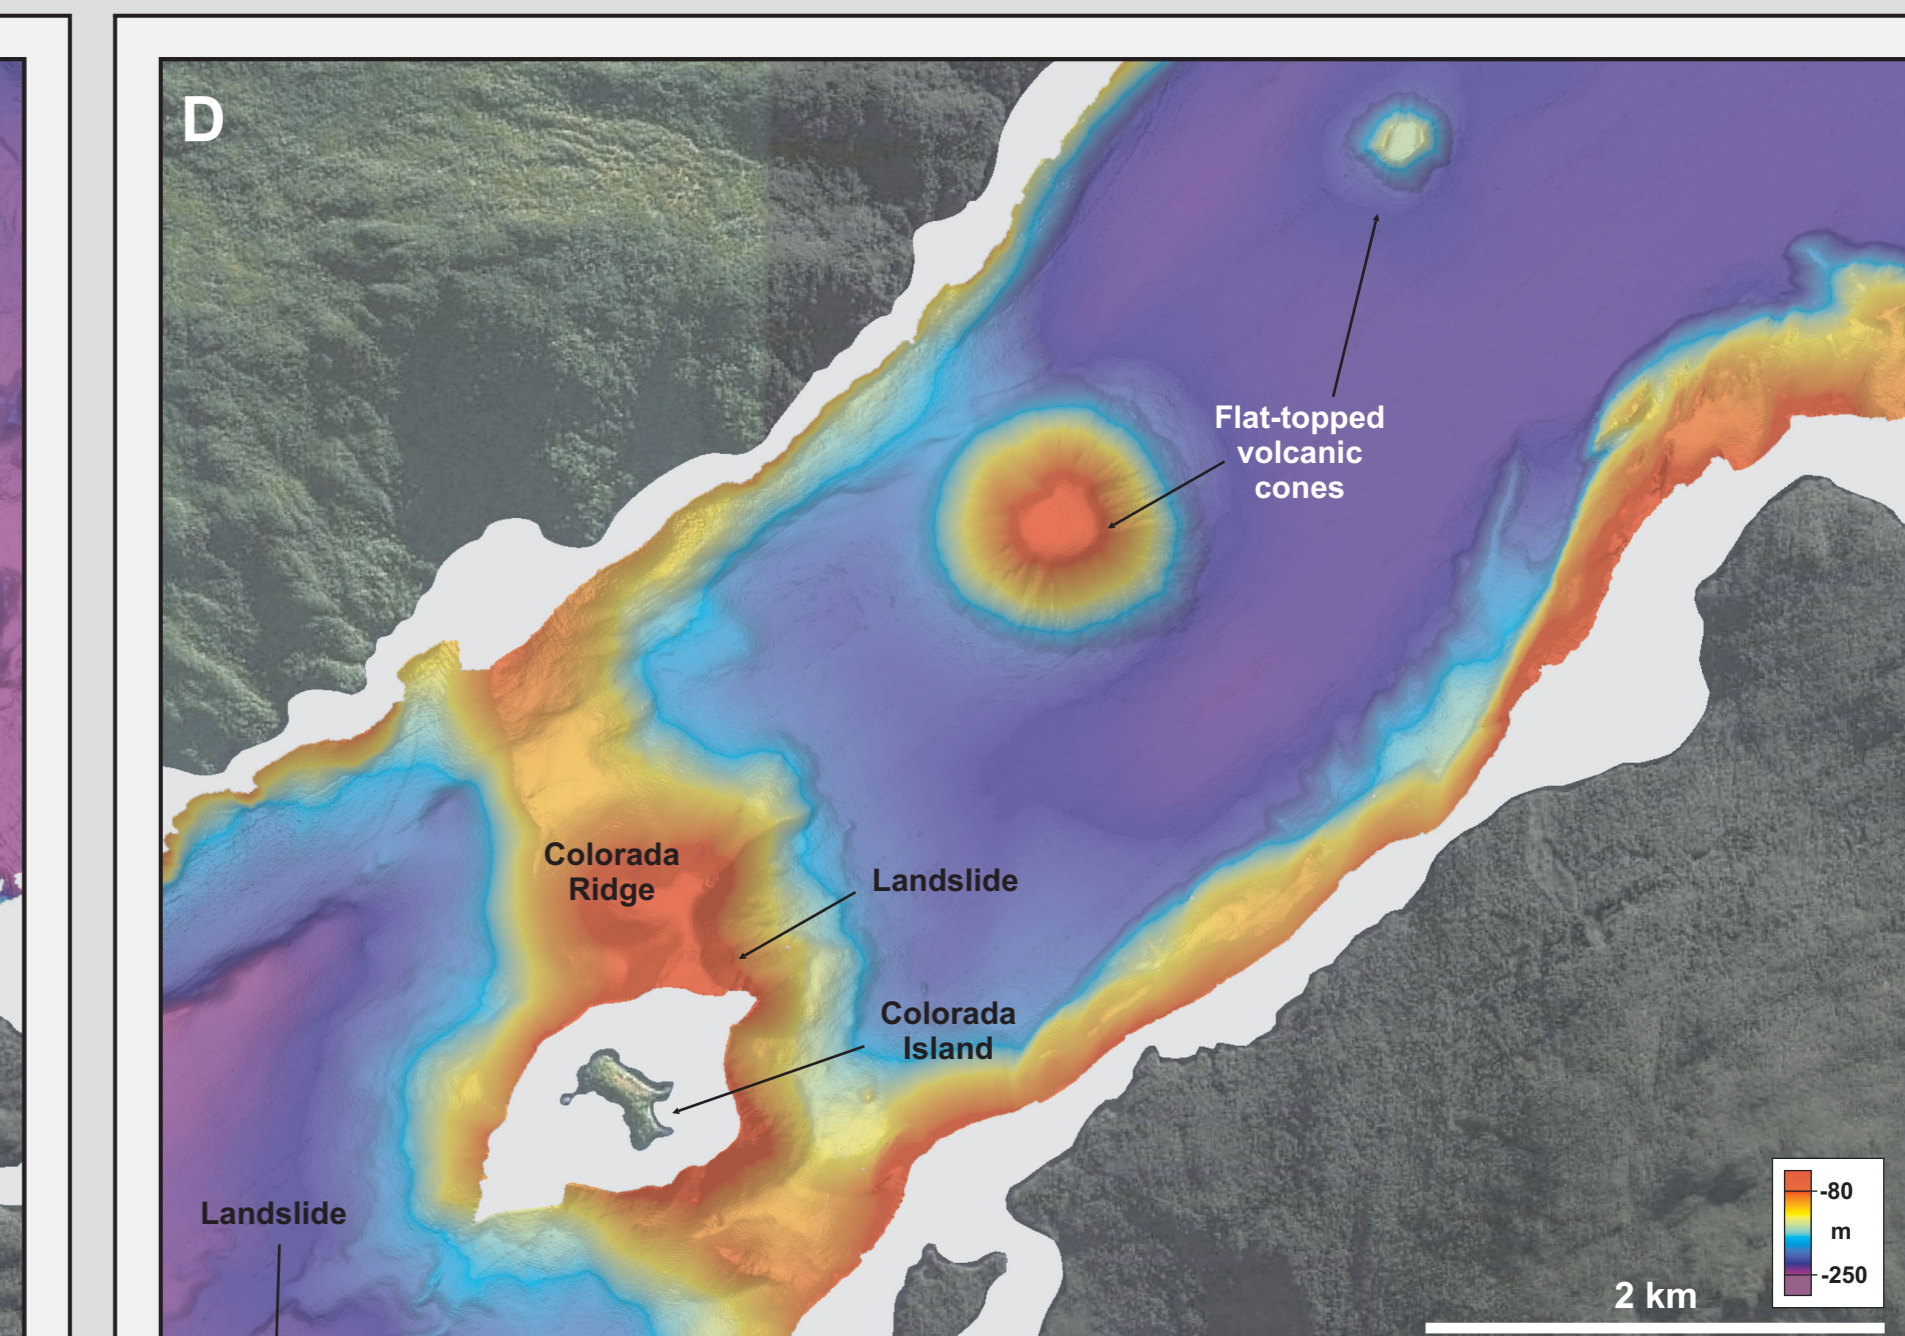 D
Flat-topped
volcanic
cones
Colorada
Ridge
Landslide
Colorada
Island
Landslide
-80
m
-250
2 km